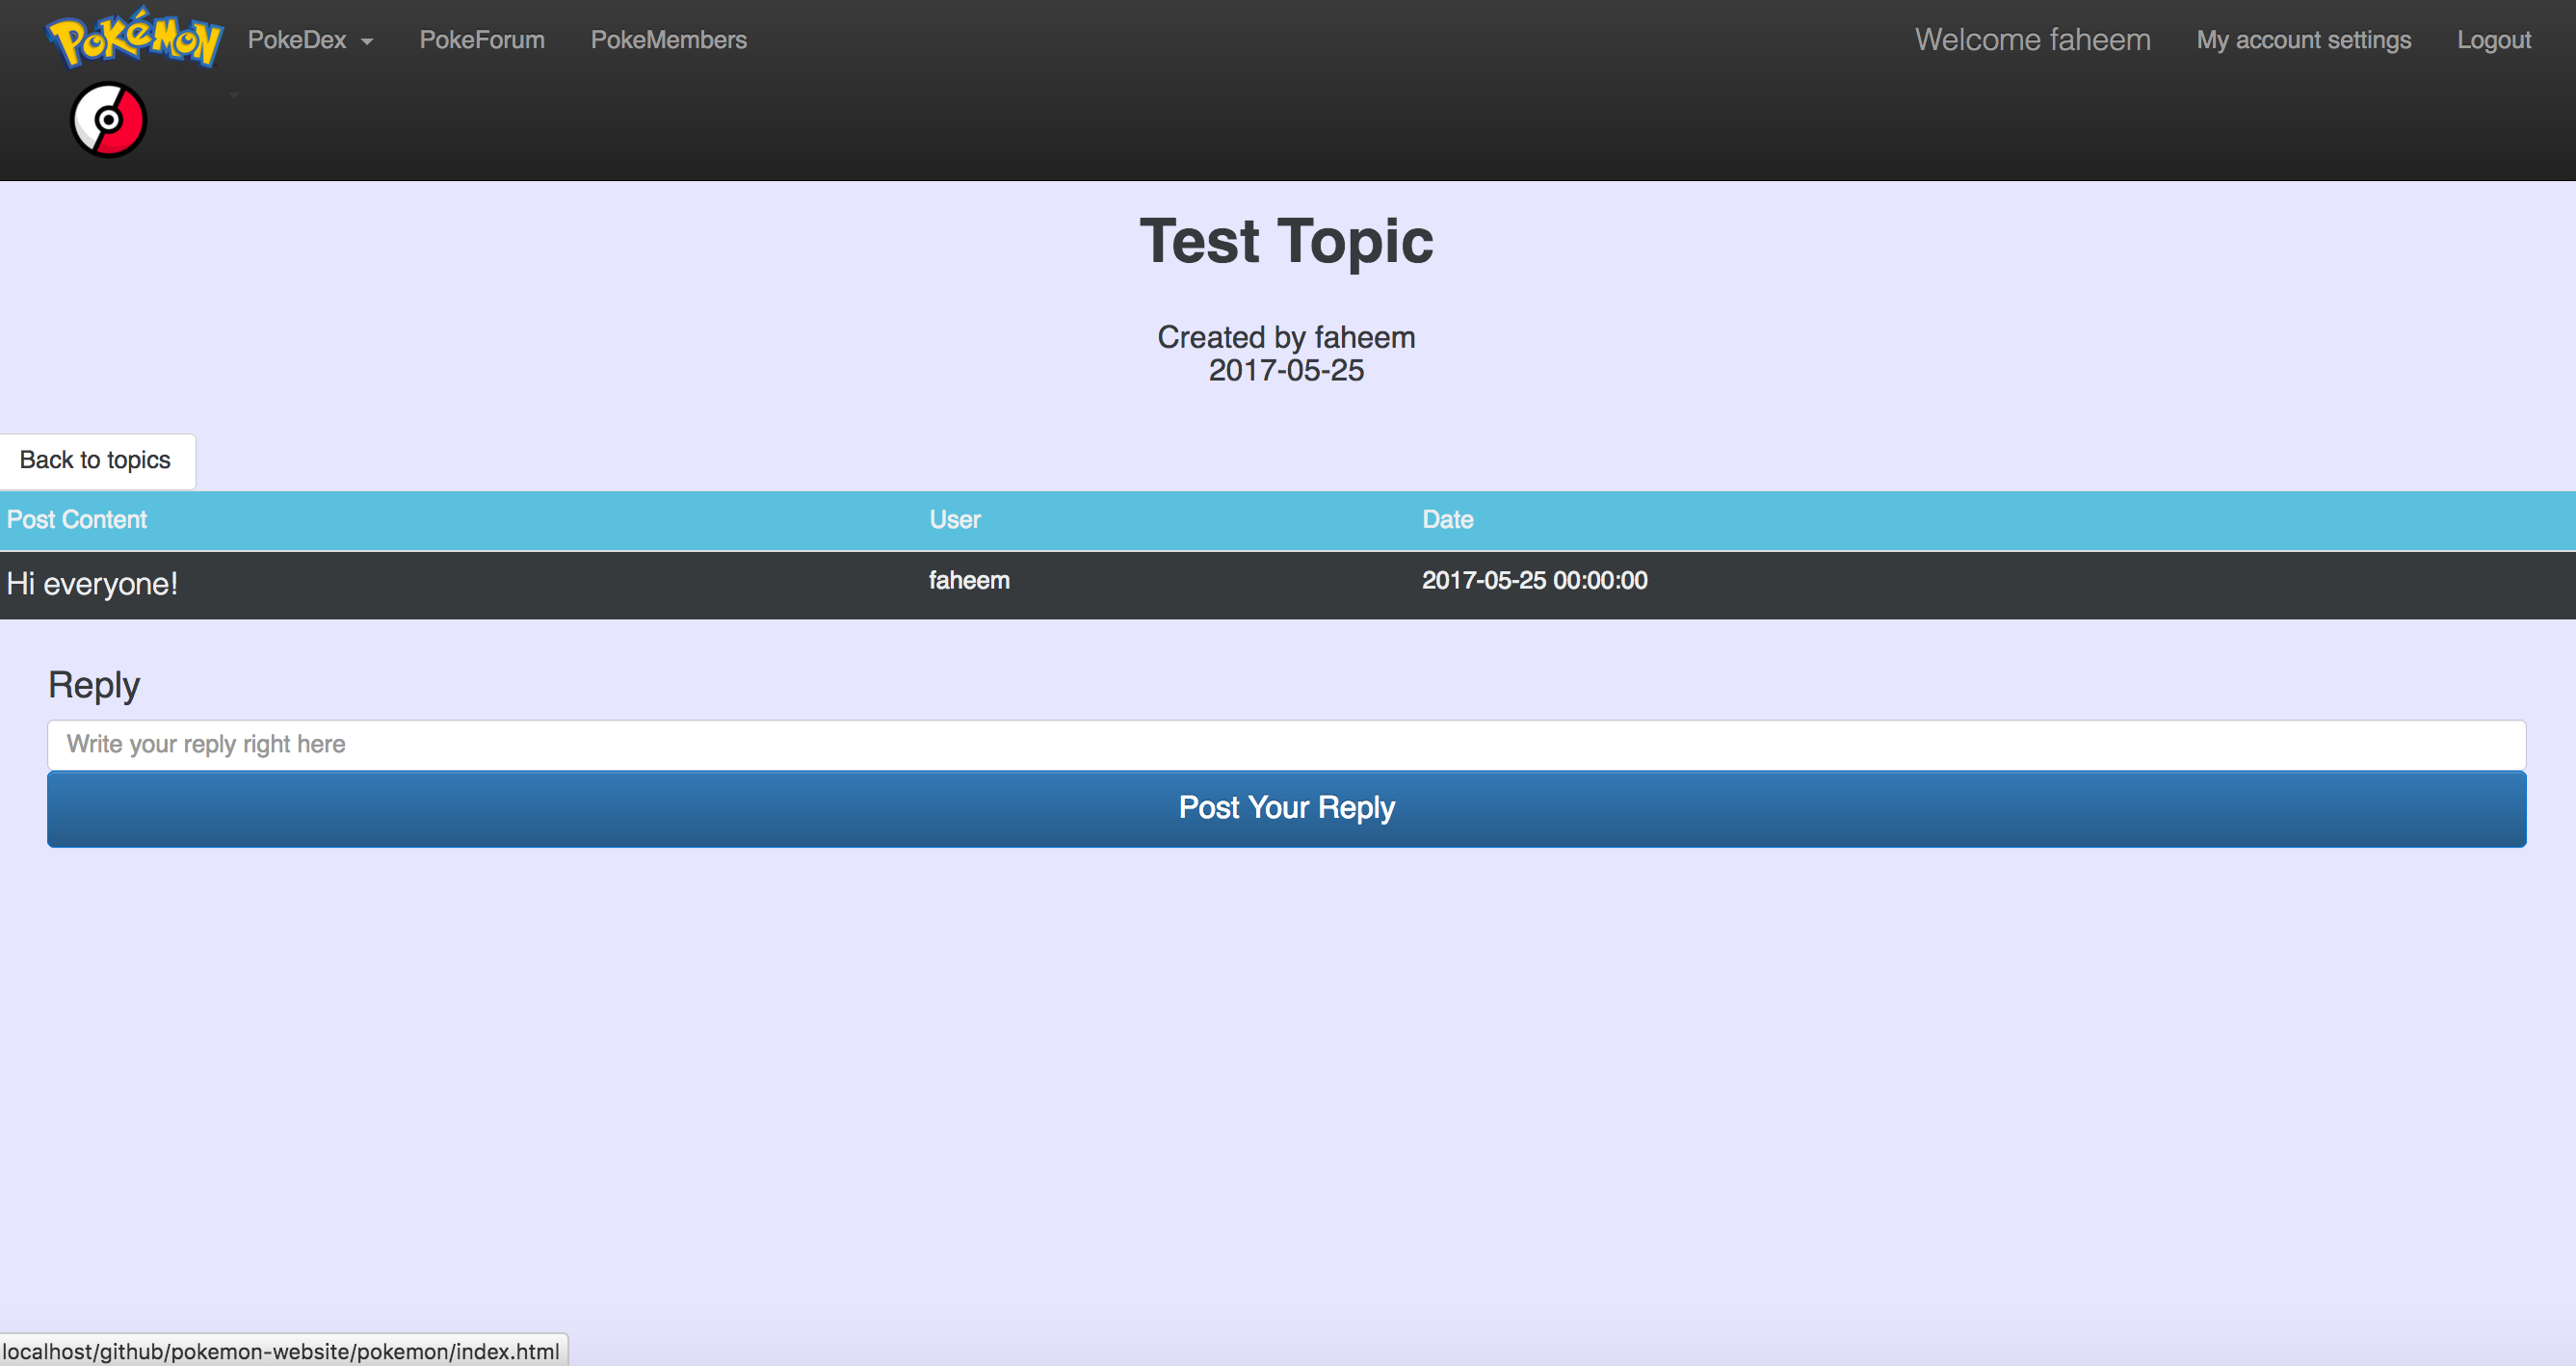 Pokémon PokeDex PokeForum PokeMembers Welcome faheem My account settings Logout
Test Topic
Created by faheem
2017-05-25
Back to topics
Post Content User Date
Hi everyone! faheem 2017-05-25 00:00:00
Reply
Write your reply right here
Post Your Reply
localhost/github/pokemon-website/pokemon/index.html